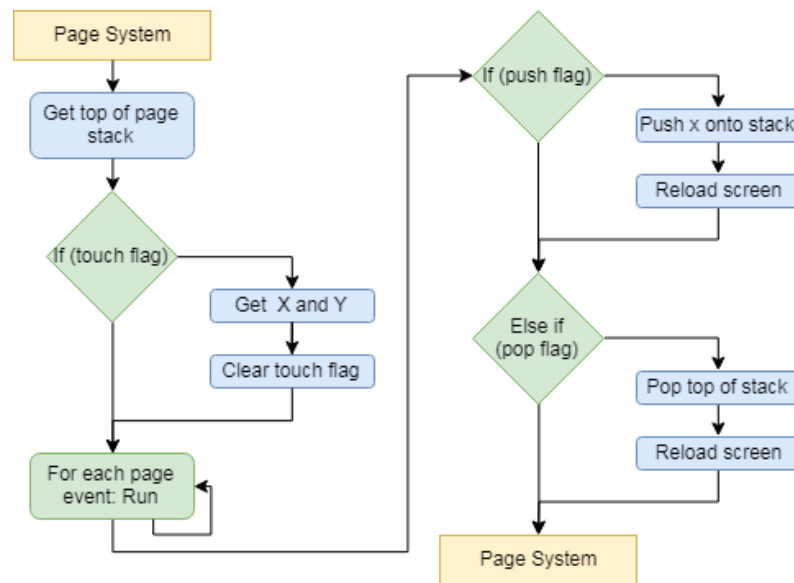 Page System
Get top of page
stack
If (touch flag)
Get X and Y
Clear touch flag
For each page
event: Run
If (push flag)
Push x onto stack
Reload screen
Else if
(pop flag)
Pop top of stack
Reload screen
Page System